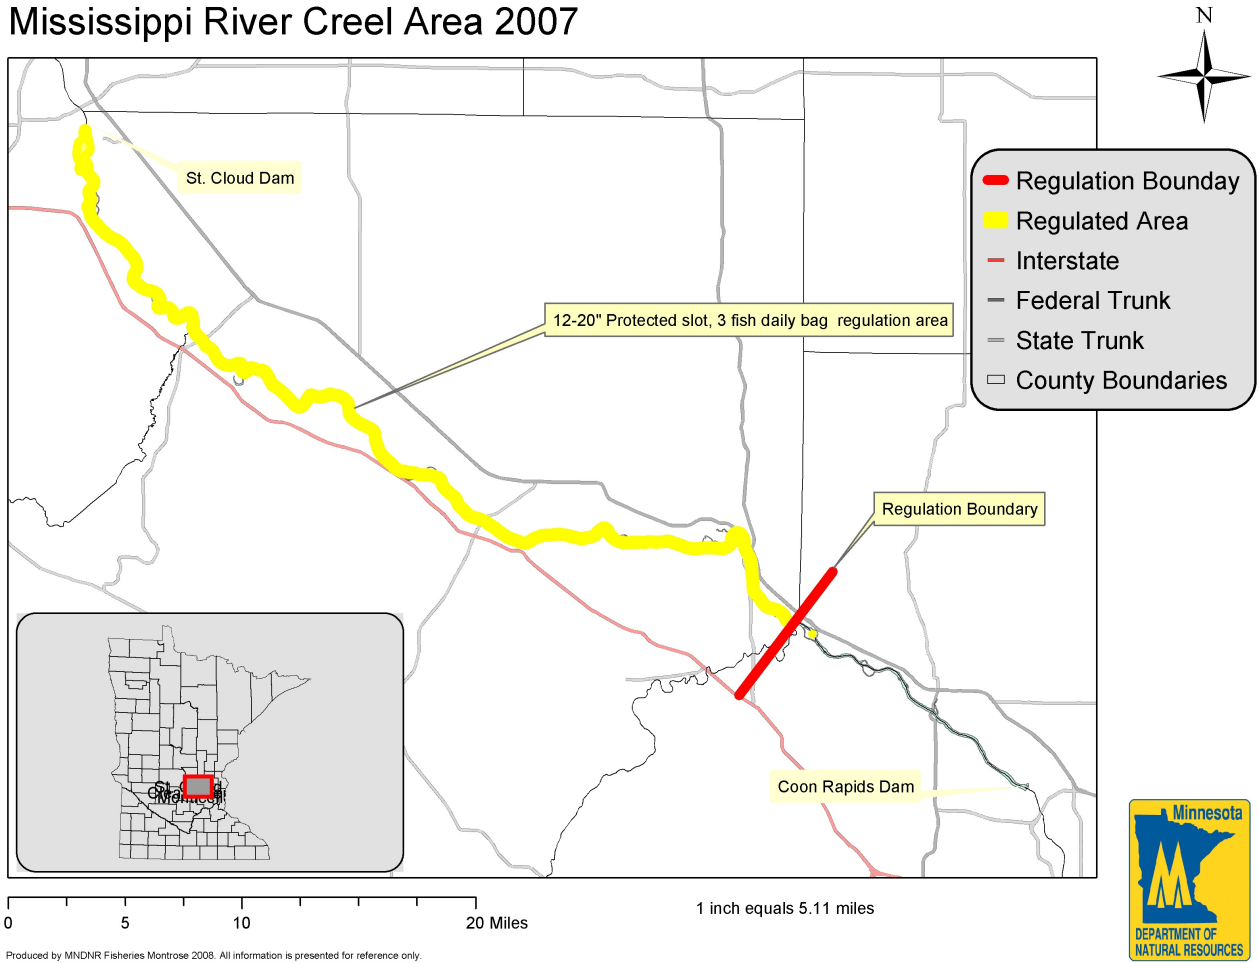 Mississippi River Creel Area 2007
N
St. Cloud Dam
Regulation Bounday
Regulated Area
Interstate
Federal Trunk
State Trunk
County Boundaries
12-20" Protected slot, 3 fish daily bag regulation area
Regulation Boundary
Coon Rapids Dam
0 5 10 20 Miles
1 inch equals 5.11 miles
Minnesota
DEPARTMENT OF
NATURAL RESOURCES
Produced by MNDNR Fisheries Montrose 2008. All information is presented for reference only.